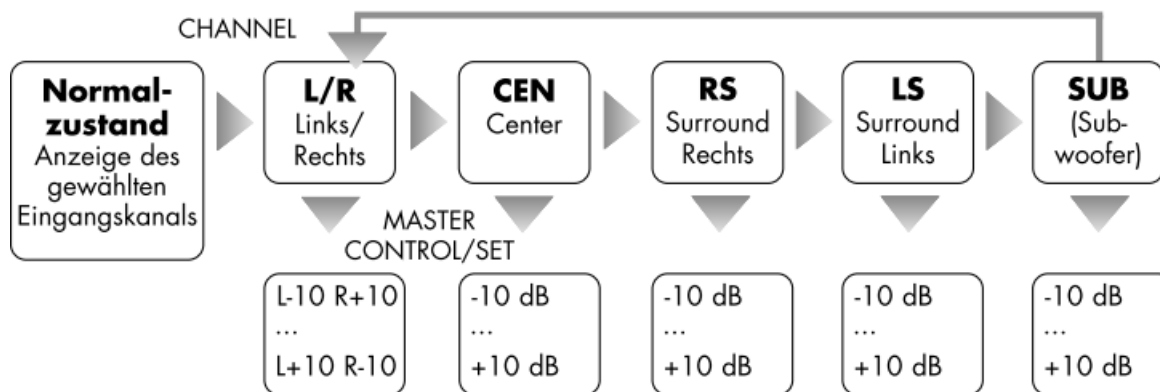 CHANNEL
Normal-
zustand
Anzeige des
gewählten
Eingangskanals
L/R
Links/
Rechts
CEN
Center
RS
Surround
Rechts
LS
Surround
Links
SUB
(Sub-
woofer)
MASTER
CONTROL/SET
L-10 R+10
...
L+10 R-10
-10 dB
...
+10 dB
-10 dB
...
+10 dB
-10 dB
...
+10 dB
-10 dB
...
+10 dB